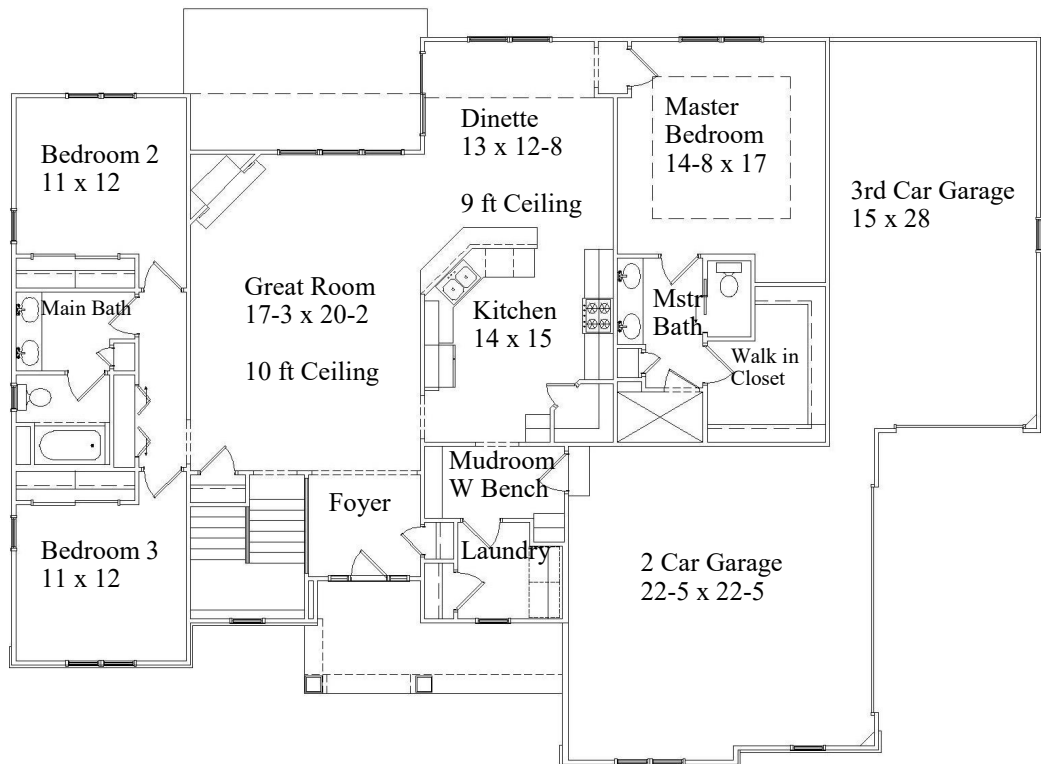 Dinette
13 x 12-8
9 ft Ceiling
Master
Bedroom
14-8 x 17
Bedroom 2
11 x 12
3rd Car Garage
15 x 28
Great Room
17-3 x 20-2
10 ft Ceiling
Main Bath
Kitchen
14 x 15
Mstr
Bath
Walk in
Closet
Mudroom
W Bench
Foyer
Laundry
Bedroom 3
11 x 12
2 Car Garage
22-5 x 22-5